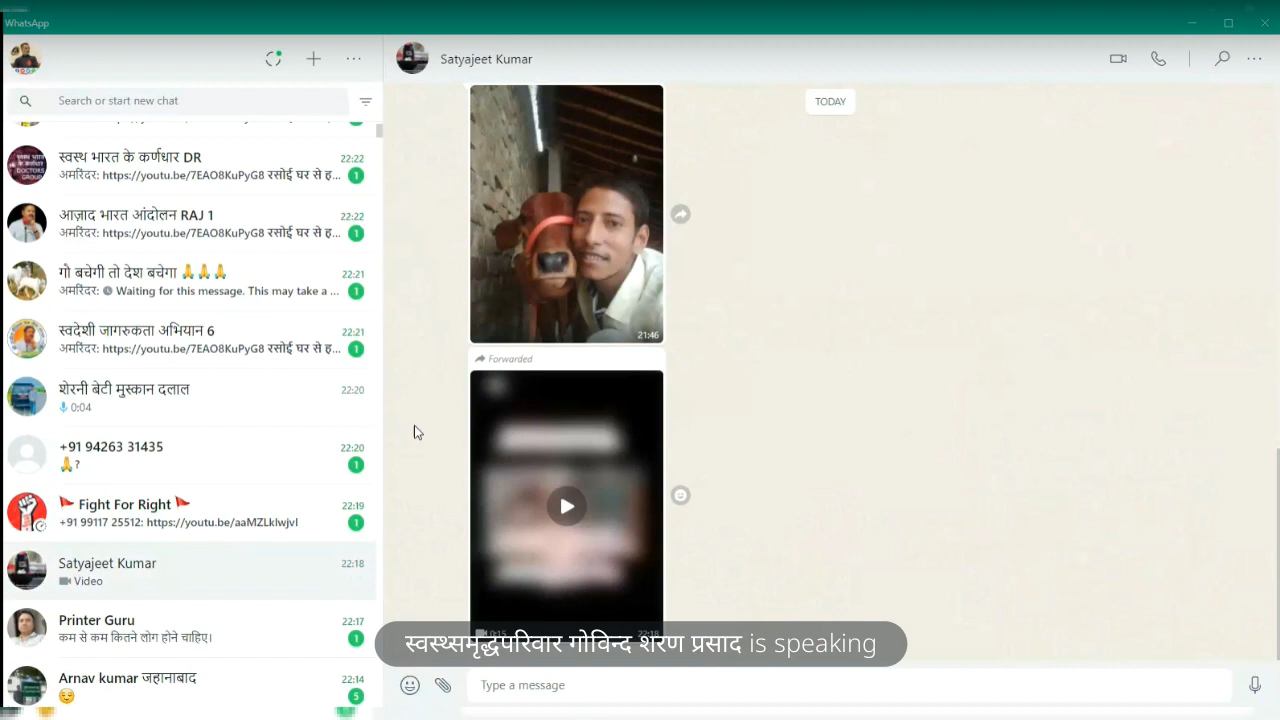 WhatsApp
Satyajeet Kumar
Search or start new chat
TODAY
स्वस्थ भारत के कर्णधार DR
22:22
अमरिंदर: https://youtu.be/7EAO8KuPyG8 रसोई घर से ह...
1
आज़ाद भारत आंदोलन RAJ 1
22:22
अमरिंदर: https://youtu.be/7EAO8KuPyG8 रसोई घर से ह...
1
गौ बचेगी तो देश बचेगा 🙏🙏🙏
22:21
अमरिंदर: Waiting for this message. This may take a ...
1
स्वदेशी जागरुकता अभियान 6
22:21
अमरिंदर: https://youtu.be/7EAO8KuPyG8 रसोई घर से ह...
1
शेरनी बेटी मुस्कान दलाल
22:20
0:04
+91 94263 31435
22:20
🙏?
1
🚩 Fight For Right 🚩
22:19
+91 99117 25512: https://youtu.be/aaMZLklwjvI
1
Satyajeet Kumar
22:18
Video
Printer Guru
22:17
कम से कम कितने लोग होने चाहिए।
1
Arnav kumar जहानाबाद
22:14
5
21:46
Forwarded
0:15
22:18
स्वस्थ्समृद्धपरिवार गोविन्द शरण प्रसाद is speaking
Type a message